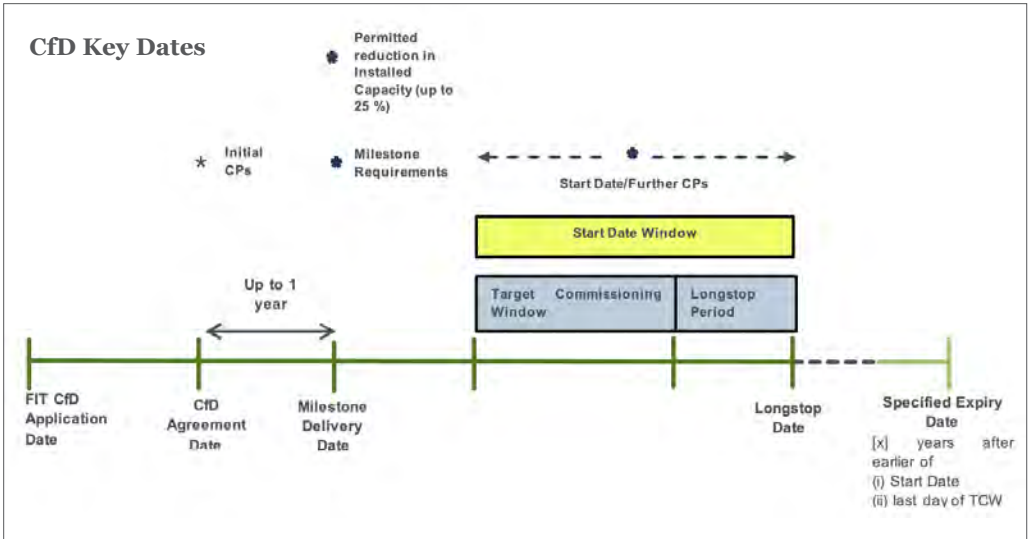 CfD Key Dates
Permitted
reduction in
Installed
Capacity (up to
25 %)
* Initial
CPs
Milestone
Requirements
Start Date/Further CPs
Start Date Window
Up to 1
year
Target Commissioning
Window
Longstop
Period
FIT CfD
Application
Date
CfD
Agreement
Date
Milestone
Delivery
Date
Longstop
Date
Specified Expiry
Date
[x] years after
earlier of
(i) Start Date
(ii) last day of TCW